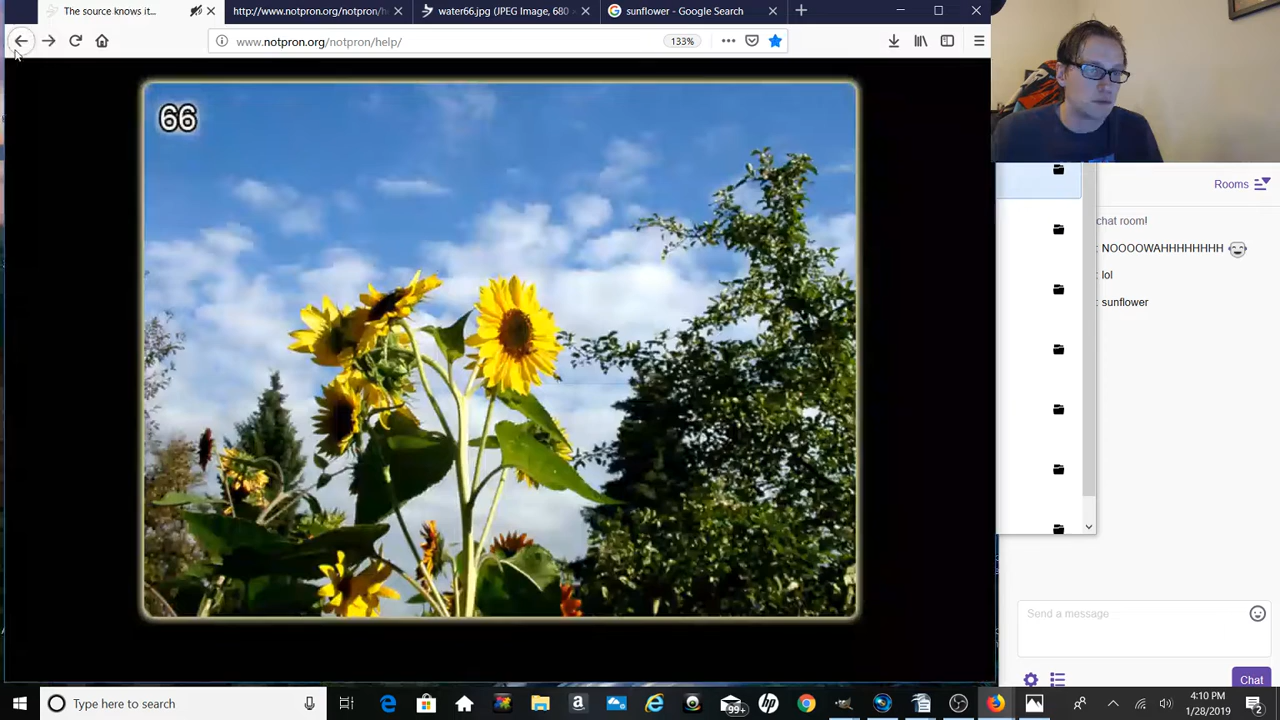 The source knows it...
http://www.notpron.org/notpron/h
water66.jpg (JPEG Image, 680
sunflower - Google Search
www.notpron.org/notpron/help/
133%
66
Rooms
chat room!
: NOOOOWAHHHHHHHH
: lol
: sunflower
Send a message
Chat
Type here to search
99+
4:10 PM
1/28/2019
2